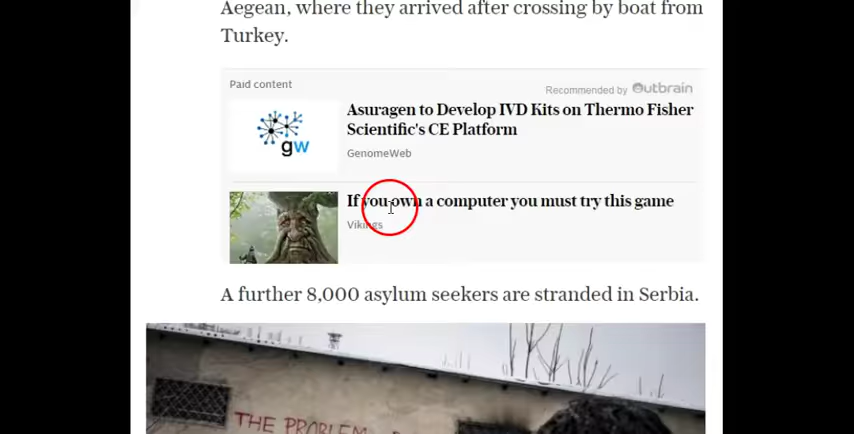 Aegean, where they arrived after crossing by boat from
Turkey.
Paid content
Recommended by Outbrain
Asuragen to Develop IVD Kits on Thermo Fisher
Scientific's CE Platform
gw
GenomeWeb
If you own a computer you must try this game
Vikings
A further 8,000 asylum seekers are stranded in Serbia.
THE PROBLEM